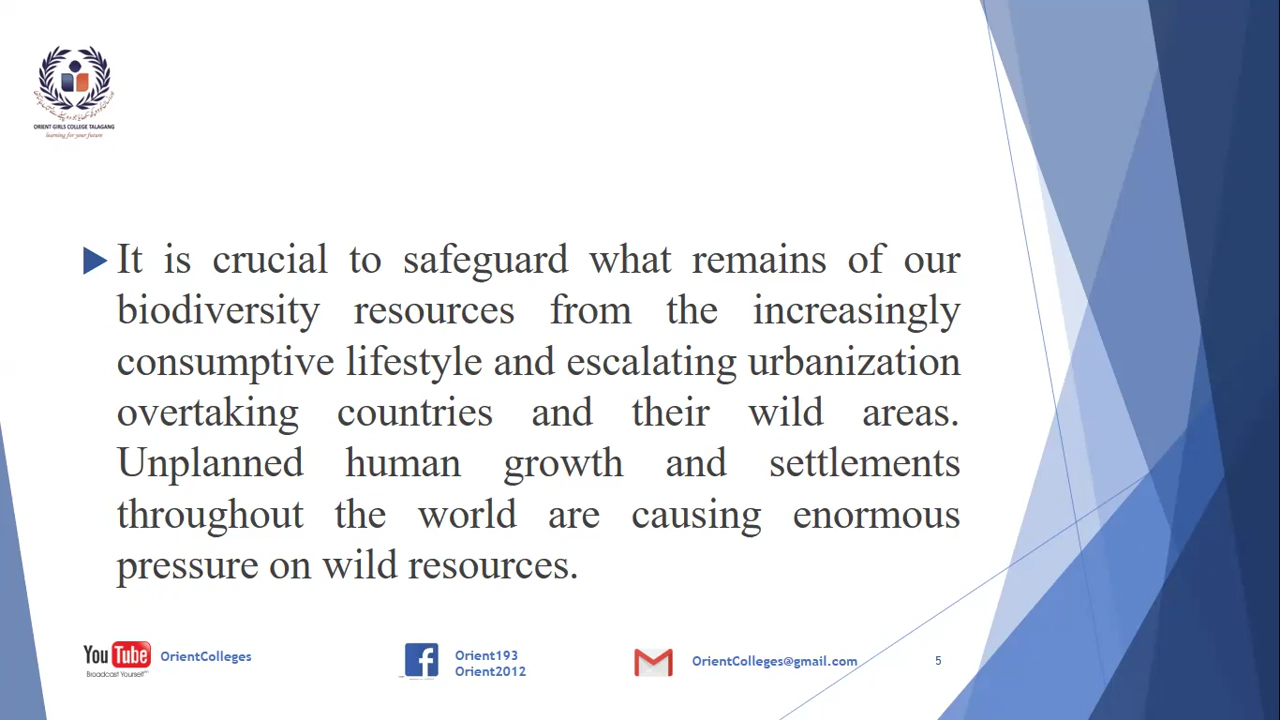 ORIENT GIRLS COLLEGE TALAGANG
learning for your future
It is crucial to safeguard what remains of our
biodiversity resources from the increasingly
consumptive lifestyle and escalating urbanization
overtaking countries and their wild areas.
Unplanned human growth and settlements
throughout the world are causing enormous
pressure on wild resources.
You Tube
Broadcast Yourself
OrientColleges
f
Orient193
Orient2012
OrientColleges@gmail.com
5